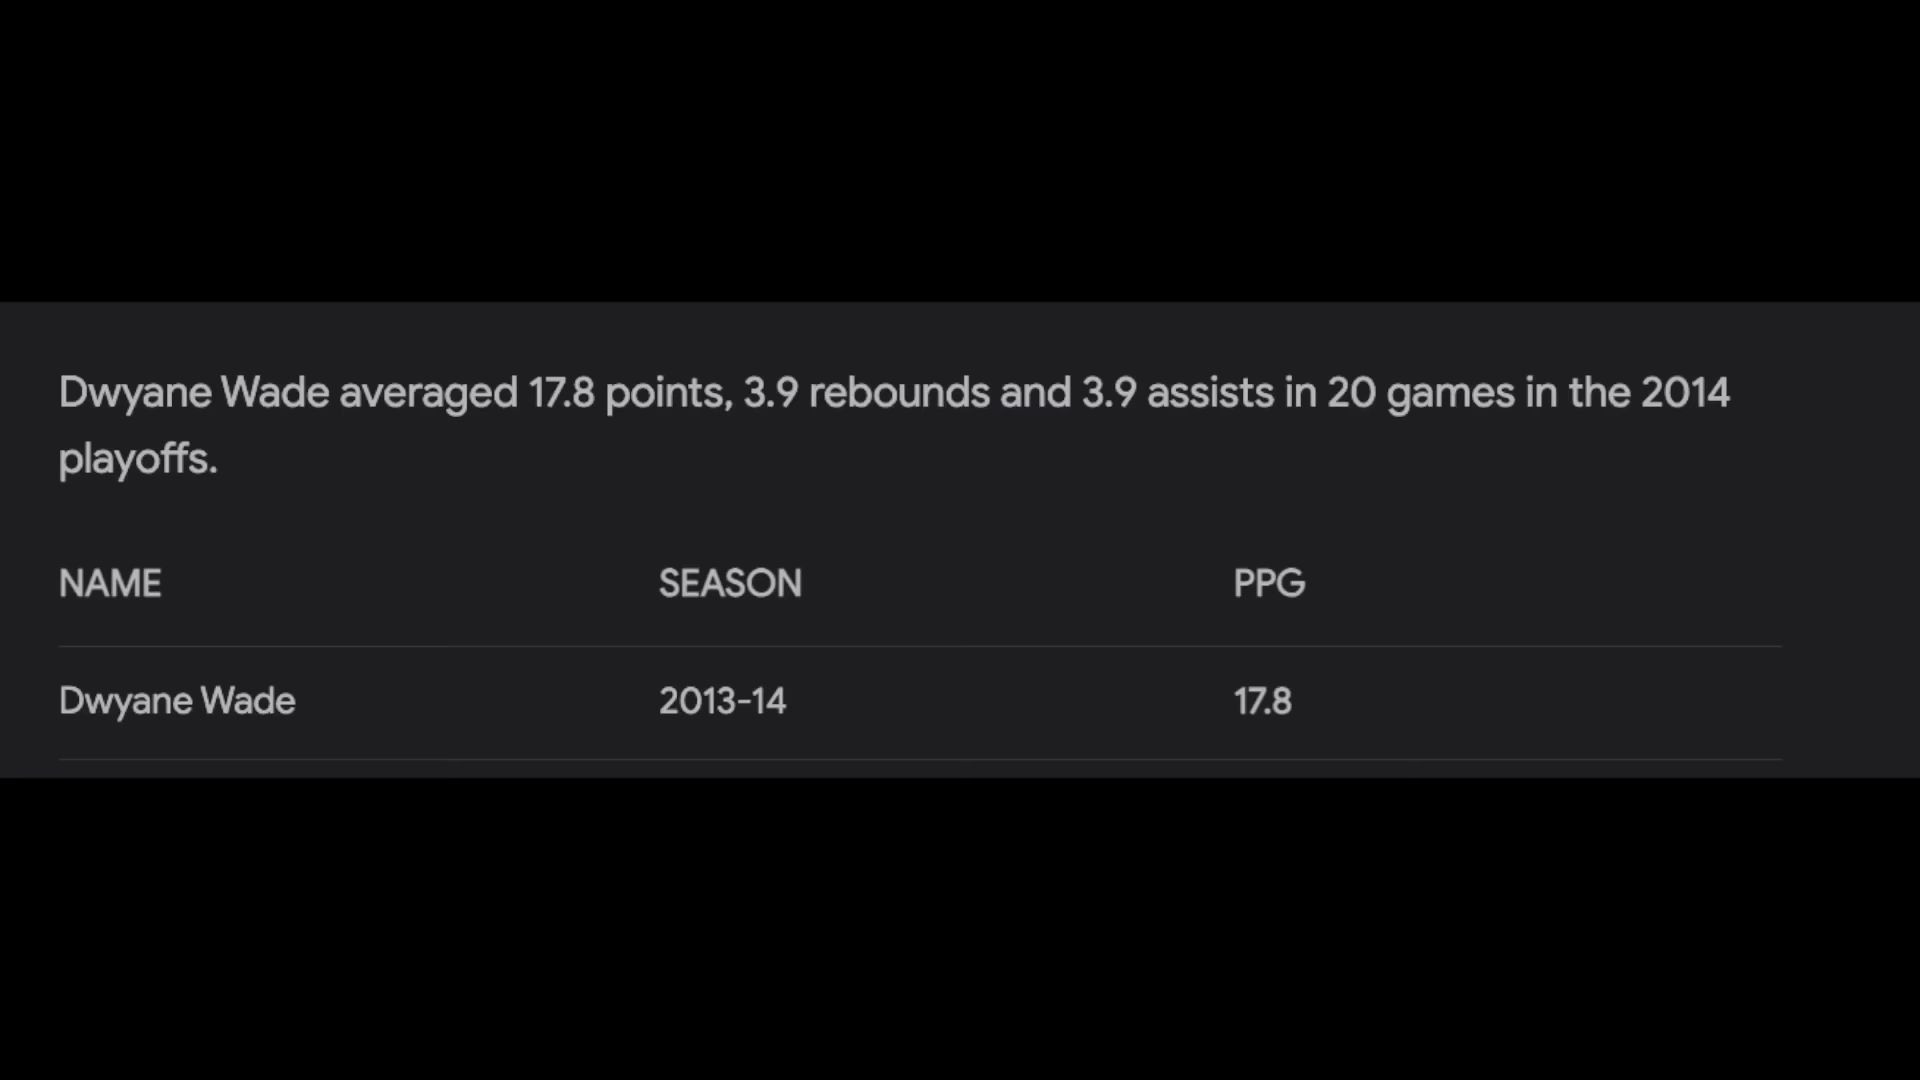 Dwyane Wade averaged 17.8 points, 3.9 rebounds and 3.9 assists in 20 games in the 2014
playoffs.
NAME SEASON PPG
Dwyane Wade 2013-14 17.8